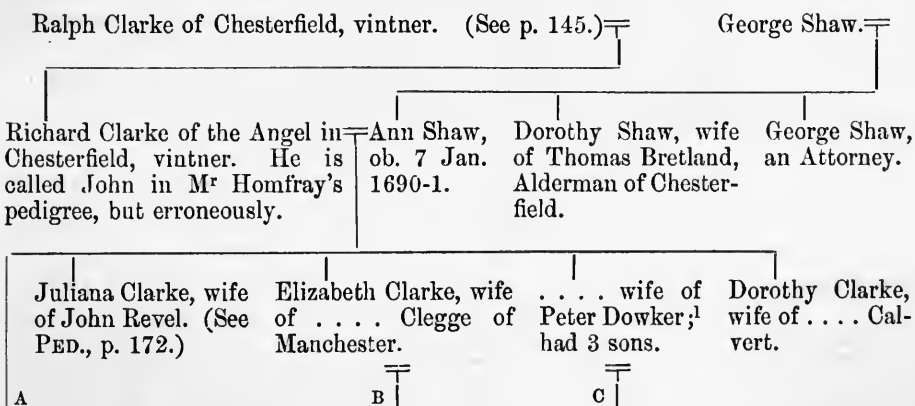 Ralph Clarke of Chesterfield, vintner. (See p. 145.)
George Shaw.
Richard Clarke of the Angel in
Chesterfield, vintner. He is
called John in Mr Homfray's
pedigree, but erroneously.
Ann Shaw,
ob. 7 Jan.
1690-1.
Dorothy Shaw, wife
of Thomas Bretland,
Alderman of Chester-
field.
George Shaw,
an Attorney.
Juliana Clarke, wife
of John Revel. (See
PED., p. 172.)
Elizabeth Clarke, wife
of .... Clegge of
Manchester.
.... wife of
Peter Dowker;1
had 3 sons.
Dorothy Clarke,
wife of .... Cal-
vert.
A
B
C